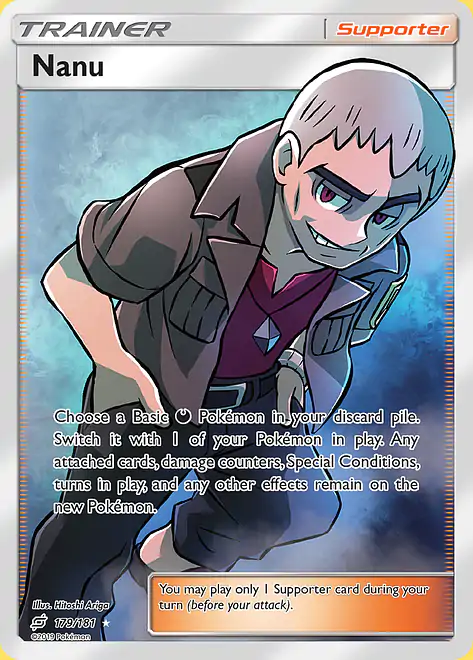 TRAINER
Supporter
Nanu
Choose a Basic Pokémon in your discard pile.
Switch it with 1 of your Pokémon in play. Any
attached cards, damage counters, Special Conditions,
turns in play, and any other effects remain on the
new Pokémon.
You may play only 1 Supporter card during your
turn (before your attack).
Illus. Hitoshi Ariga
179/181
©2019 Pokémon